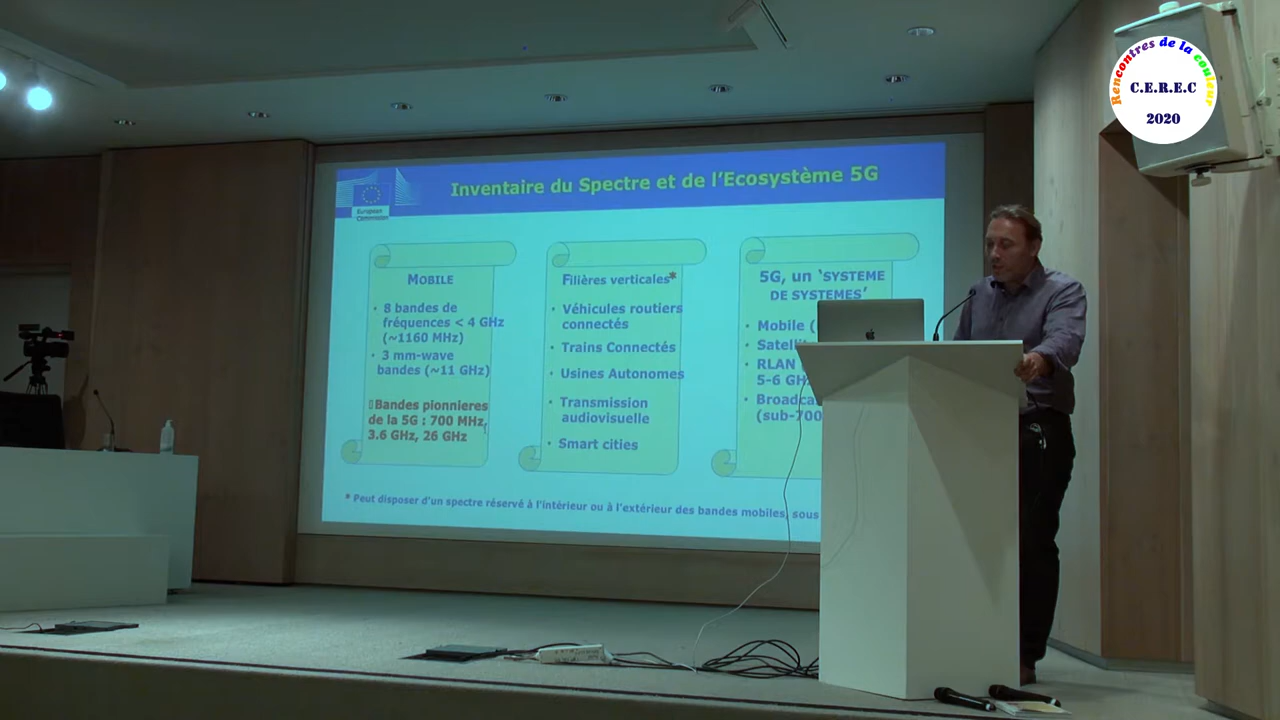 Rencontres de la couleur
C.E.R.E.C
2020
European
Commission
Inventaire du Spectre et de l'Ecosystème 5G
MOBILE
• 8 bandes de
fréquences < 4 GHz
(~1160 MHz)
• 3 mm-wave
bandes (~11 GHz)
Bandes pionnieres
de la 5G : 700 MHz,
3.6 GHz, 26 GHz
Filières verticales*
• Véhicules routiers
connectés
• Trains Connectés
• Usines Autonomes
• Transmission
audiovisuelle
• Smart cities
5G, un 'SYSTEME
DE SYSTEMES'
• Mobile (
•
• RLAN
5-6
•
(sub-700
* Peut disposer d'un spectre réservé à l'intérieur ou à l'extérieur des bandes mobiles, sous